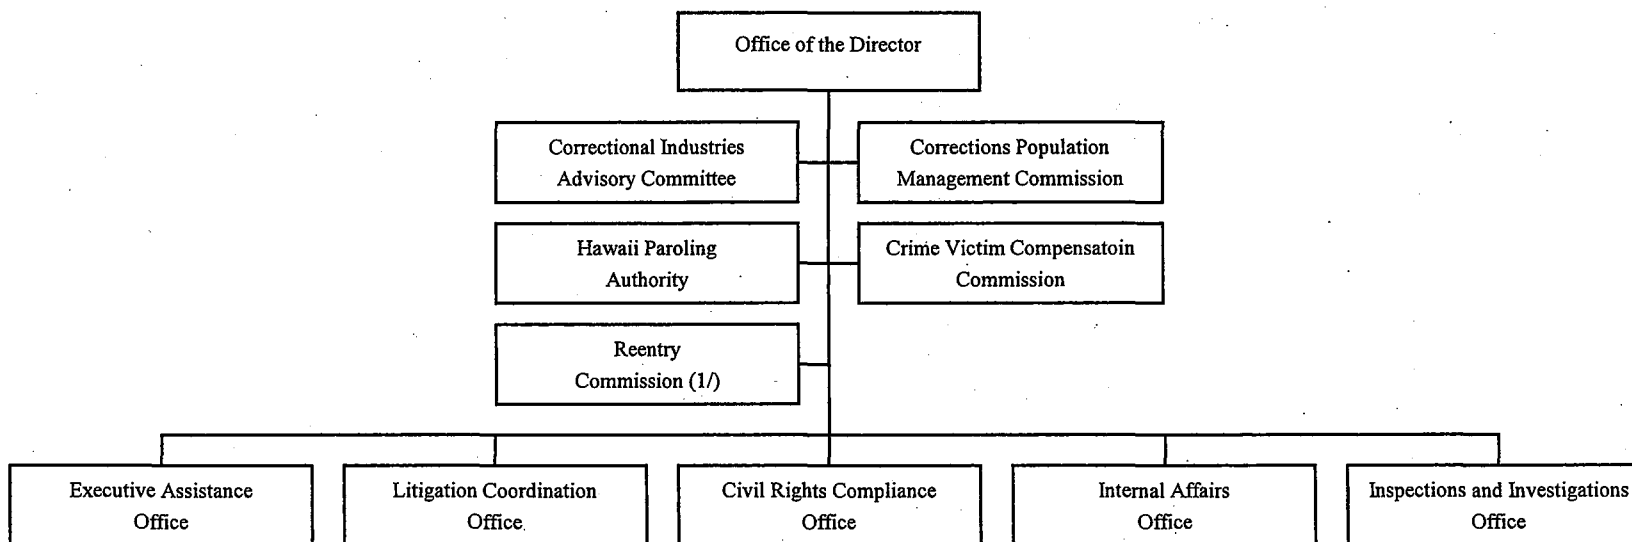 Office of the Director
Correctional Industries
Advisory Committee
Corrections Population
Management Commission
Hawaii Paroling
Authority
Crime Victim Compensatoin
Commission
Reentry
Commission (1/)
Executive Assistance
Office
Litigation Coordination
Office
Civil Rights Compliance
Office
Internal Affairs
Office
Inspections and Investigations
Office